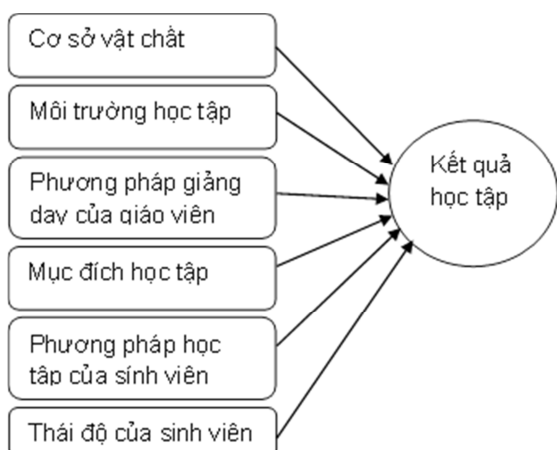 Cơ sở vật chất
Môi trường học tập
Phương pháp giảng
dạy của giáo viên
Mục đích học tập
Phương pháp học
tập của sính viên
Thái độ của sinh viên
Kết quả
học tập